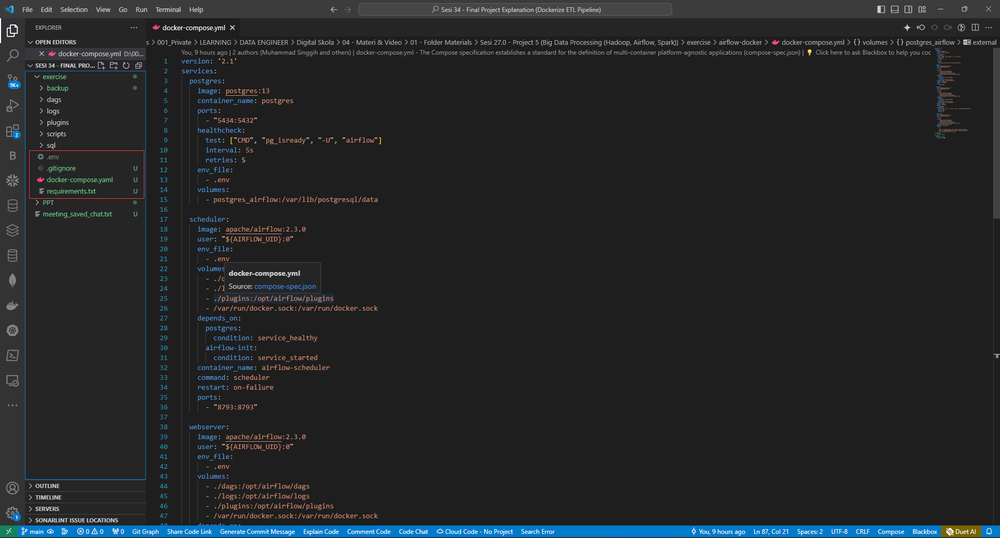 File Edit Selection View Go Run Terminal Help
Sesi 34 - Final Project Explanation (Dockerize ETL Pipeline)
EXPLORER
OPEN EDITORS
docker-compose.yml D:\00...
SESI 34 - FINAL PRO...
exercise
backup
dags
logs
plugins
scripts
sql
.env
.gitignore U
docker-compose.yaml U
requirements.txt U
PPT
meeting_saved_chat.txt U
OUTLINE
TIMELINE
SERVERS
SONARLINT ISSUE LOCATIONS
9K+
2
B
1
docker-compose.yml
s > 001_Private > LEARNING > DATA ENGINEER > Digital Skola > 04 - Materi & Video > 01 - Folder Materials > Sesi 27.0 - Project 5 (Big Data Processing (Hadoop, Airflow, Spark)) > exercise > airflow-docker > docker-compose.yml > {} volumes > {} postgres_airflow > external
You, 9 hours ago | 2 authors (Muhammad Singgih and others) | docker-compose.yml - The Compose specification establishes a standard for the definition of multi-container platform-agnostic applications (compose-spec.json) | Click here to ask Blackbox to help you coc
1 version: '2.1'
2 services:
3 postgres:
4 image: postgres:13
5 container_name: postgres
6 ports:
7 - "5434:5432"
8 healthcheck:
9 test: ["CMD", "pg_isready", "-U", "airflow"]
10 interval: 5s
11 retries: 5
12 env_file:
13 - .env
14 volumes:
15 - postgres_airflow:/var/lib/postgresql/data
16
17 scheduler:
18 image: apache/airflow:2.3.0
19 user: "${AIRFLOW_UID}:0"
20 env_file:
21 - .env
22 volumes
docker-compose.yml
23 - ./d
Source: compose-spec.json
24 - ./l
25 - ./plugins:/opt/airflow/plugins
26 - /var/run/docker.sock:/var/run/docker.sock
27 depends_on:
28 postgres:
29 condition: service_healthy
30 airflow-init:
31 condition: service_started
32 container_name: airflow-scheduler
33 command: scheduler
34 restart: on-failure
35 ports:
36 - "8793:8793"
37
38 webserver:
39 image: apache/airflow:2.3.0
40 user: "${AIRFLOW_UID}:0"
41 env_file:
42 - .env
43 volumes:
44 - ./dags:/opt/airflow/dags
45 - ./logs:/opt/airflow/logs
46 - ./plugins:/opt/airflow/plugins
47 - /var/run/docker.sock:/var/run/docker.sock
48 depends_on:
main 0 0 0 Git Graph Share Code Link Generate Commit Message Explain Code Comment Code Code Chat Cloud Code - No Project Search Error You, 9 hours ago Ln 87, Col 21 Spaces: 2 UTF-8 CRLF Compose Blackbox Duet AI